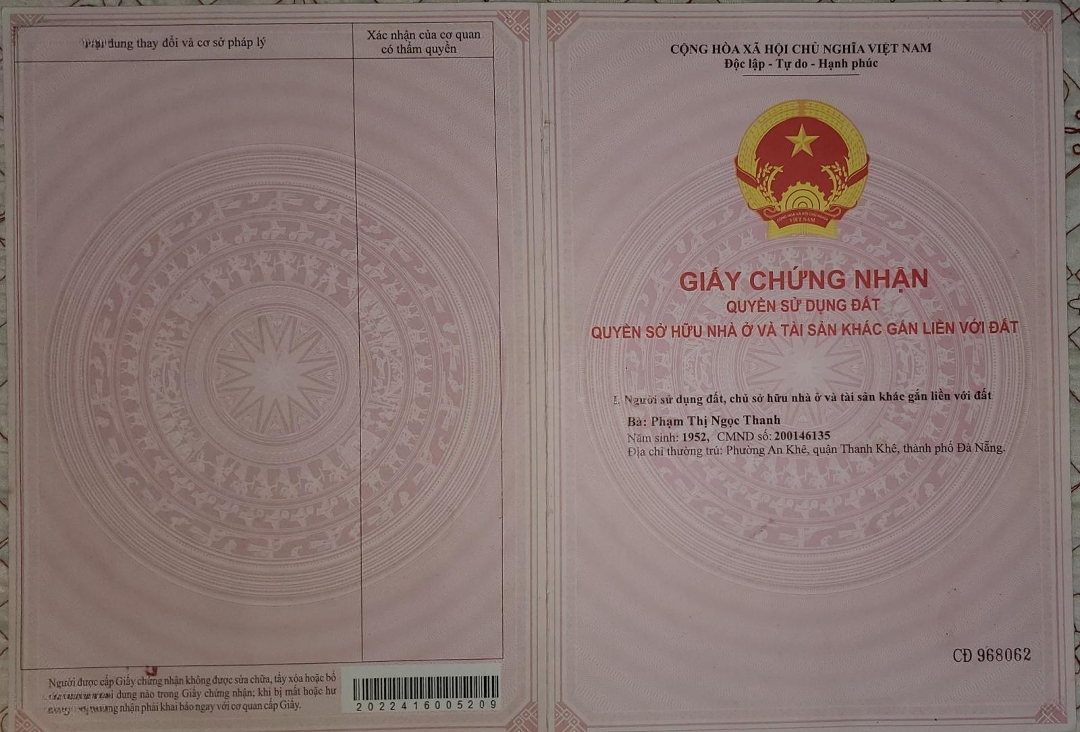 dung thay đổi và cơ sở pháp lý
Xác nhận của cơ quan
có thẩm quyền
Người được cấp Giấy chứng nhận không được sửa chữa, tẩy xóa hoặc bổ
dung nào trong Giấy chứng nhận; khi bị mất hoặc hư
nhận phải khai báo ngay với cơ quan cấp Giấy.
2022416005209
CỘNG HÒA XÃ HỘI CHỦ NGHĨA VIỆT NAM
Độc lập - Tự do - Hạnh phúc
VIỆT NAM
GIẤY CHỨNG NHẬN
QUYỀN SỬ DỤNG ĐẤT
QUYỀN SỞ HỮU NHÀ Ở VÀ TÀI SẢN KHÁC GẮN LIỀN VỚI ĐẤT
I. Người sử dụng đất, chủ sở hữu nhà ở và tài sản khác gắn liền với đất
Bà: Phạm Thị Ngọc Thanh
Năm sinh: 1952, CMND số: 200146135
Địa chỉ thường trú: Phường An Khê, quận Thanh Khê, thành phố Đà Nẵng.
CĐ 968062